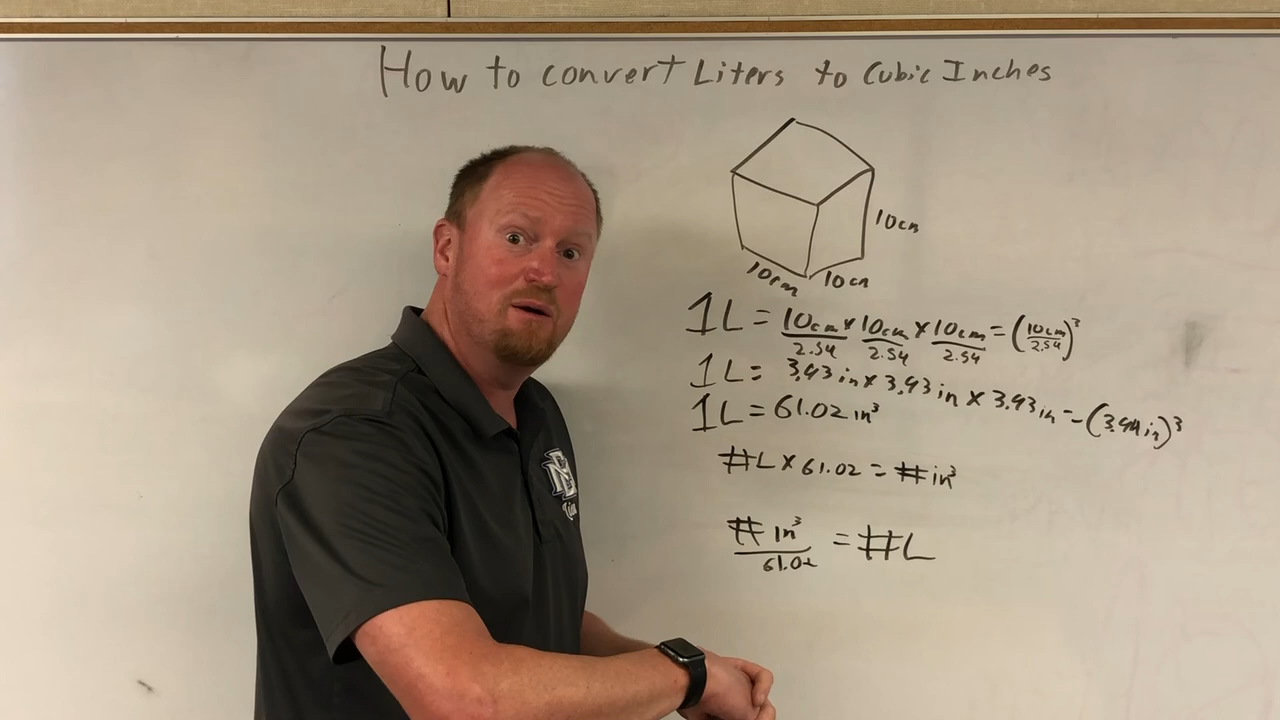 How to convert Liters to Cubic Inches
10cm
10cm 10cm
1L = 10cm/2.54 × 10cm/2.54 × 10cm/2.54 = (10cm/2.54)³
1L = 3.93 in × 3.93 in × 3.93 in = (3.94 in)³
1L = 61.02 in³
#L × 61.02 = # in³
# in³/61.02 = #L